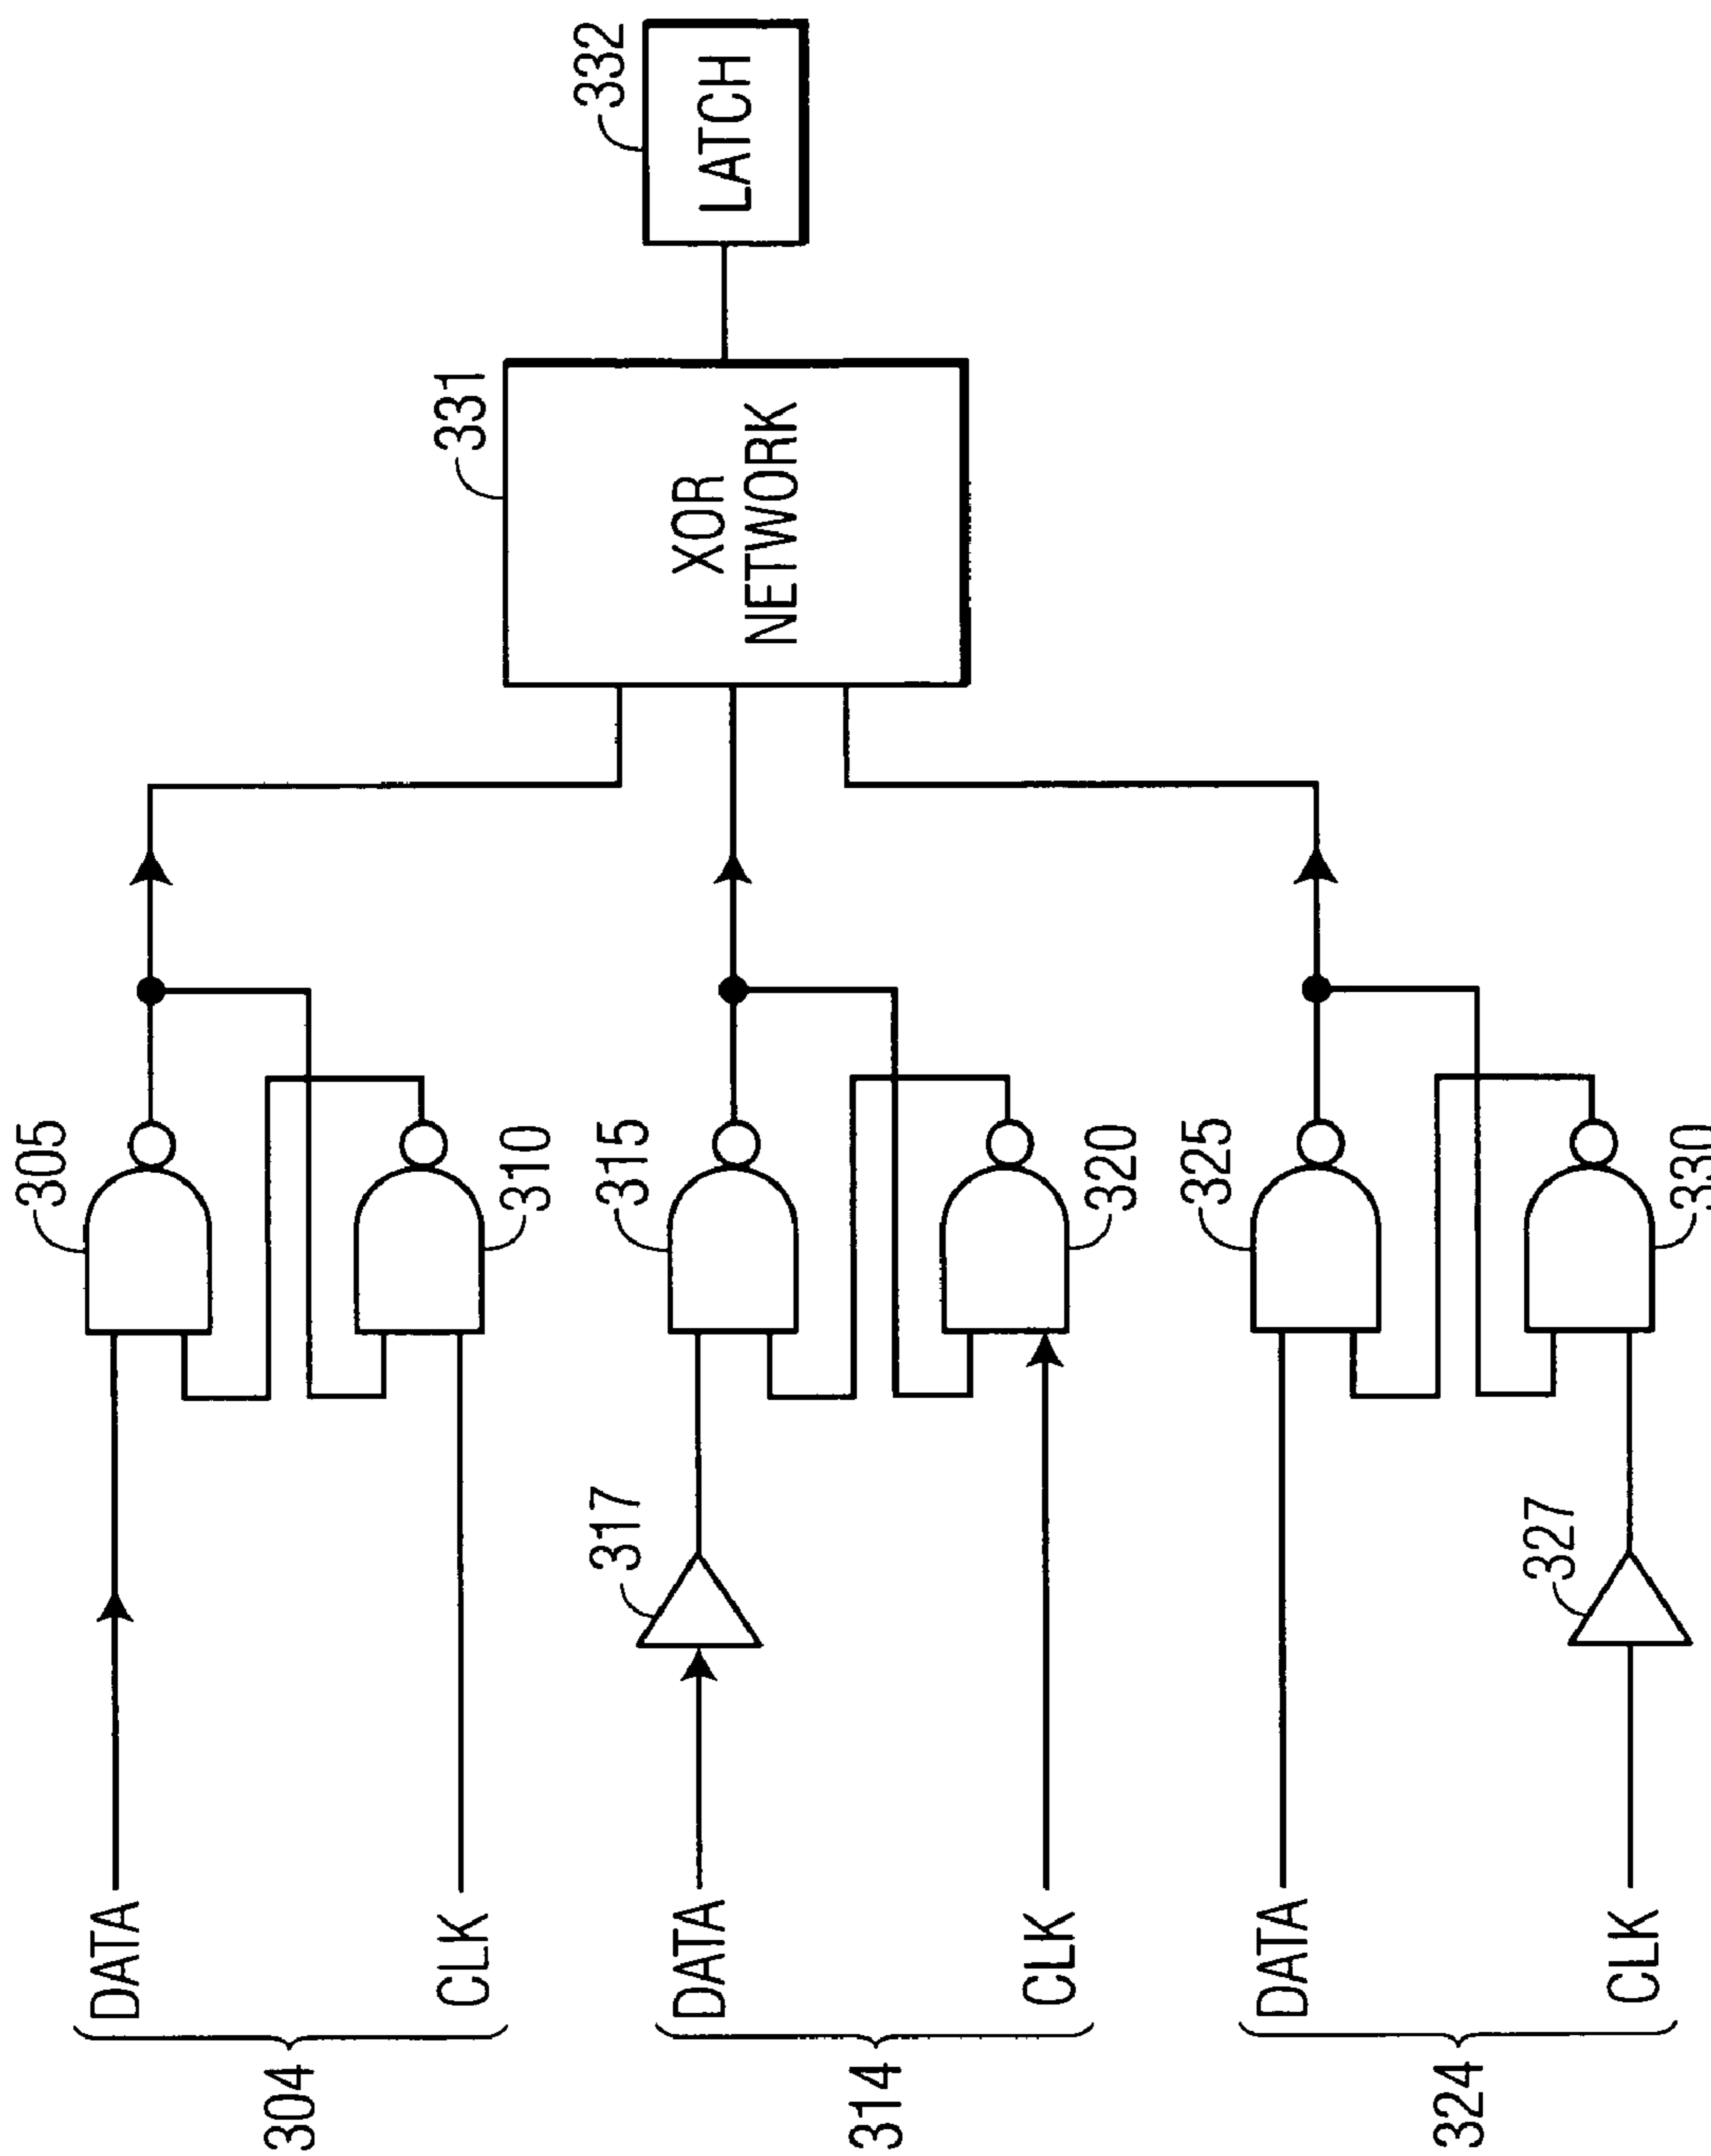 304
DATA
CLK
305
310
314
DATA
CLK
317
315
320
324
DATA
CLK
327
325
330
331
XOR
NETWORK
332
LATCH